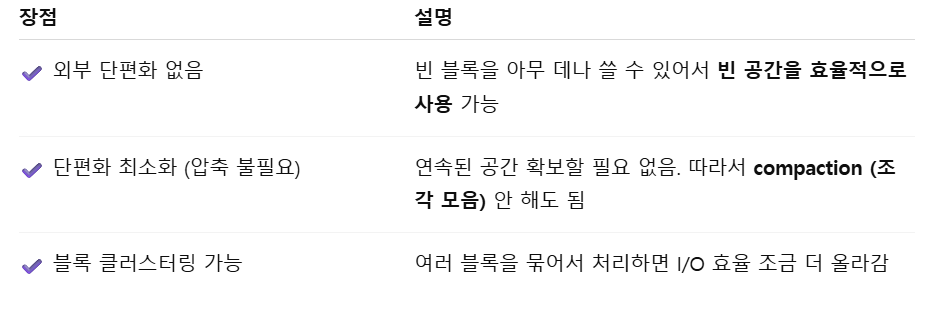 장점 설명
✔ 외부 단편화 없음 빈 블록을 아무 데나 쓸 수 있어서 빈 공간을 효율적으로
사용 가능
✔ 단편화 최소화 (압축 불필요) 연속된 공간 확보할 필요 없음. 따라서 compaction (조
각 모음) 안 해도 됨
✔ 블록 클러스터링 가능 여러 블록을 묶어서 처리하면 I/O 효율 조금 더 올라감